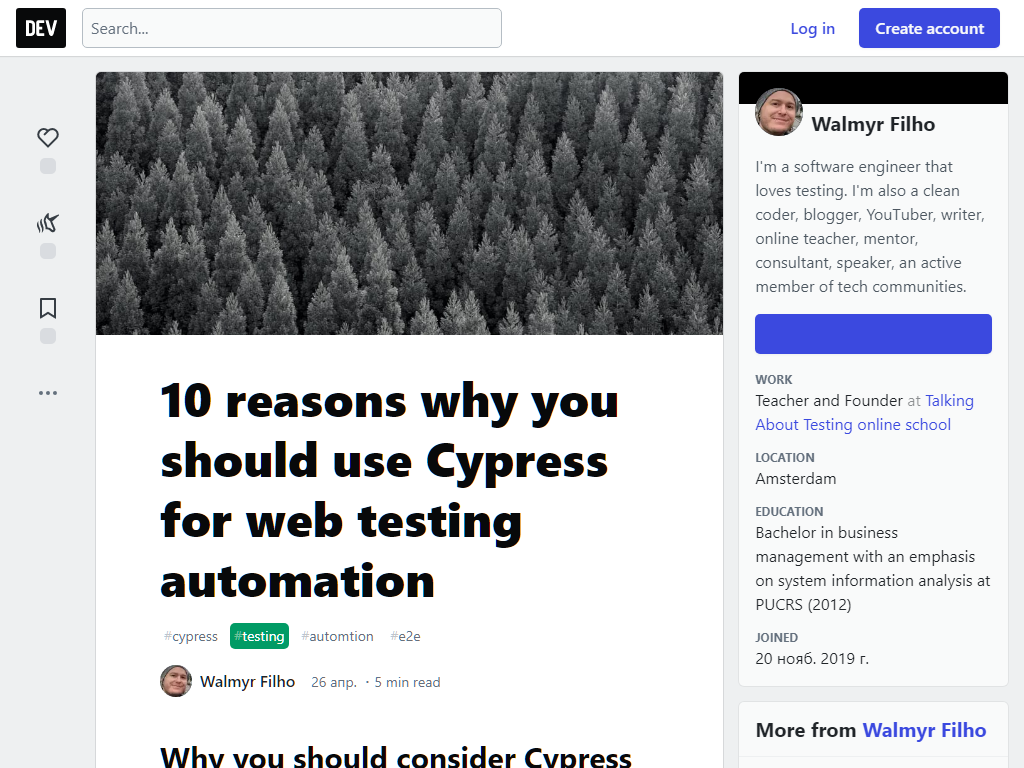 DEV
Search...
Log in
Create account
Walmyr Filho
I'm a software engineer that
loves testing. I'm also a clean
coder, blogger, YouTuber, writer,
online teacher, mentor,
consultant, speaker, an active
member of tech communities.
WORK
Teacher and Founder at Talking
About Testing online school
LOCATION
Amsterdam
EDUCATION
Bachelor in business
management with an emphasis
on system information analysis at
PUCRS (2012)
JOINED
20 нояб. 2019 г.
More from Walmyr Filho
10 reasons why you
should use Cypress
for web testing
automation
#cypress #testing #automtion #e2e
Walmyr Filho 26 апр. ・5 min read
Why you should consider Cypress